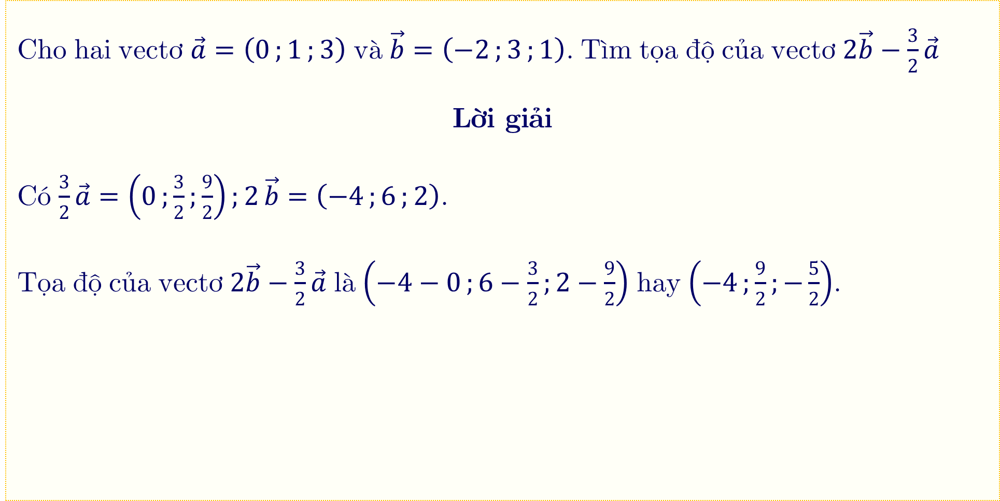 Cho hai vectơ $\vec{a} = (0\,;1\,;3)$ và $\vec{b} = (-2\,;3\,;1)$. Tìm tọa độ của vectơ $2\vec{b} - \frac{3}{2}\vec{a}$
Lời giải
Có $\frac{3}{2}\vec{a} = \left(0\,;\frac{3}{2};\frac{9}{2}\right);2\,\vec{b} = (-4\,;6\,;2)$.
Tọa độ của vectơ $2\vec{b} - \frac{3}{2}\vec{a}$ là $\left(-4-0\,;6-\frac{3}{2};2-\frac{9}{2}\right)$ hay $\left(-4\,;\frac{9}{2};-\frac{5}{2}\right)$.